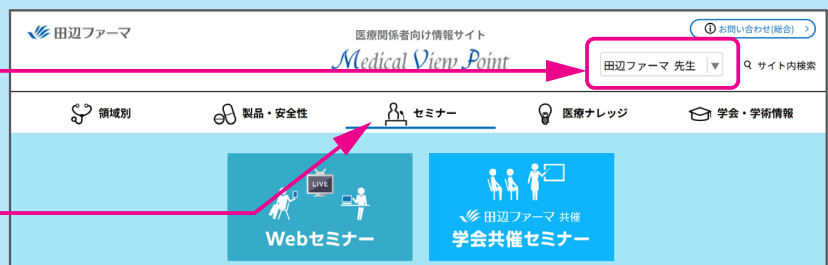 田辺ファーマ
医療関係者向け情報サイト
Medical View Point
お問い合わせ(総合)
田辺ファーマ 先生 ▼
サイト内検索
領域別
製品・安全性
セミナー
医療ナレッジ
学会・学術情報
LIVE
Webセミナー
田辺ファーマ 共催
学会共催セミナー